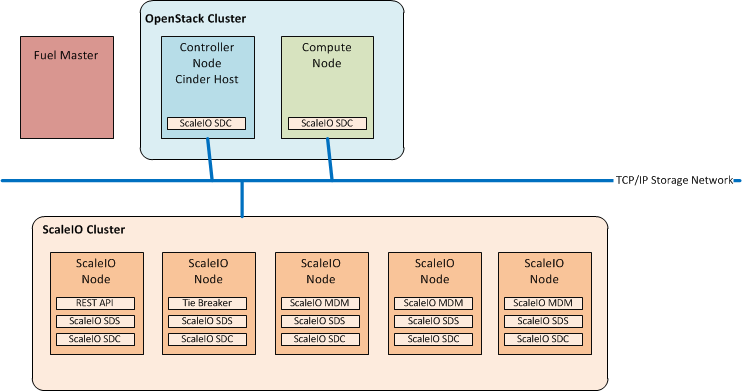 OpenStack Cluster
Fuel Master
Controller
Node
Cinder Host
ScaleIO SDC
Compute
Node
ScaleIO SDC
TCP/IP Storage Network
ScaleIO Cluster
ScaleIO
Node
REST API
ScaleIO SDS
ScaleIO SDC
ScaleIO
Node
Tie Breaker
ScaleIO SDS
ScaleIO SDC
ScaleIO
Node
ScaleIO MDM
ScaleIO SDS
ScaleIO SDC
ScaleIO
Node
ScaleIO MDM
ScaleIO SDS
ScaleIO SDC
ScaleIO
Node
ScaleIO MDM
ScaleIO SDS
ScaleIO SDC